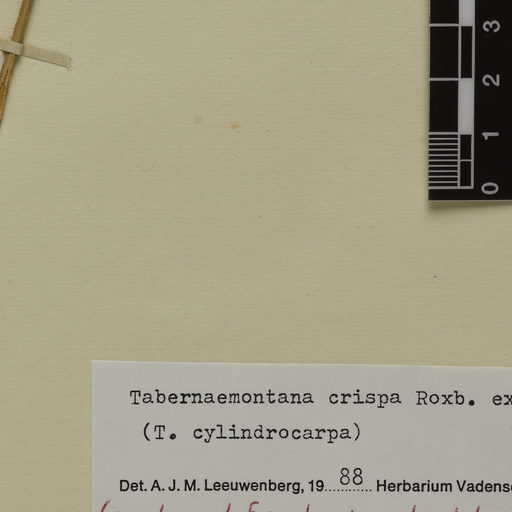 3
2
1
0
Tabernaemontana crispa Roxb. ex
(T. cylindrocarpa)
Det. A. J. M. Leeuwenberg, 19 88 Herbarium Vadens